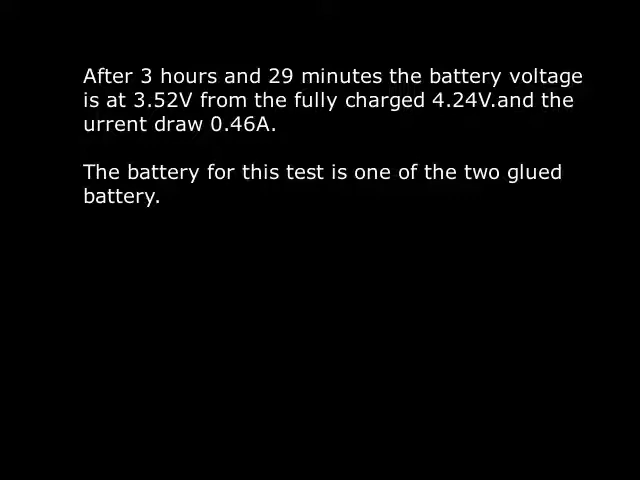 After 3 hours and 29 minutes the battery voltage
is at 3.52V from the fully charged 4.24V.and the
urrent draw 0.46A.
The battery for this test is one of the two glued
battery.